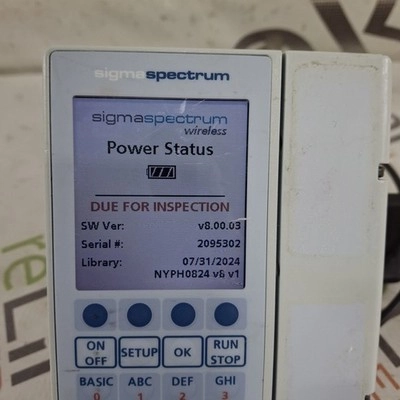 sigmaspectrum
sigmaspectrum
wireless
Power Status
DUE FOR INSPECTION
SW Ver: v8.00.03
Serial #: 2095302
Library: 07/31/2024
NYPH0824 v6 v1
ON OFF SETUP OK RUN STOP
BASIC ABC DEF GHI
0 1 2 3